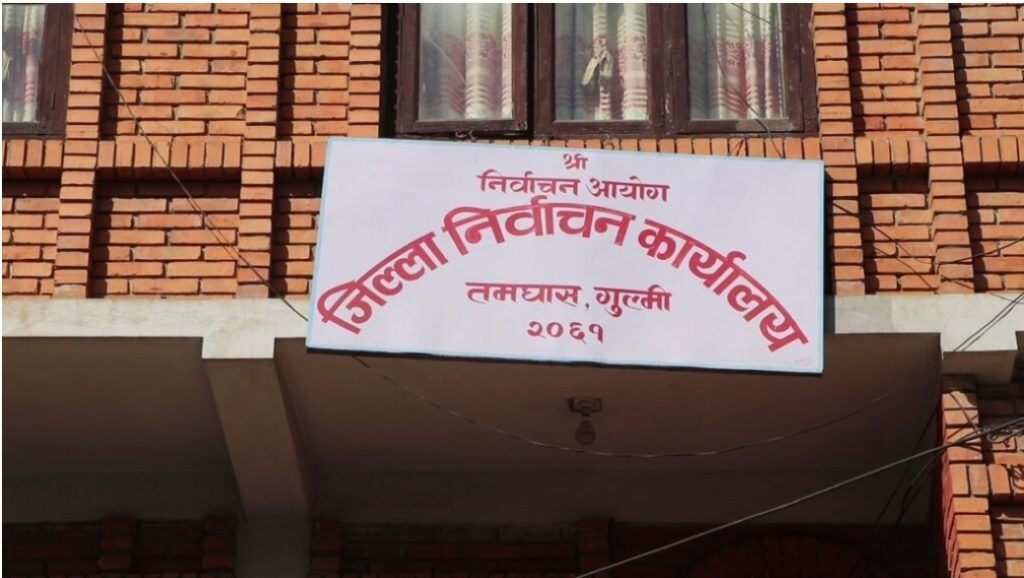 श्री
निर्वाचन आयोग
जिल्ला निर्वाचन कार्यालय
तमघास, गुल्मी
२०६१